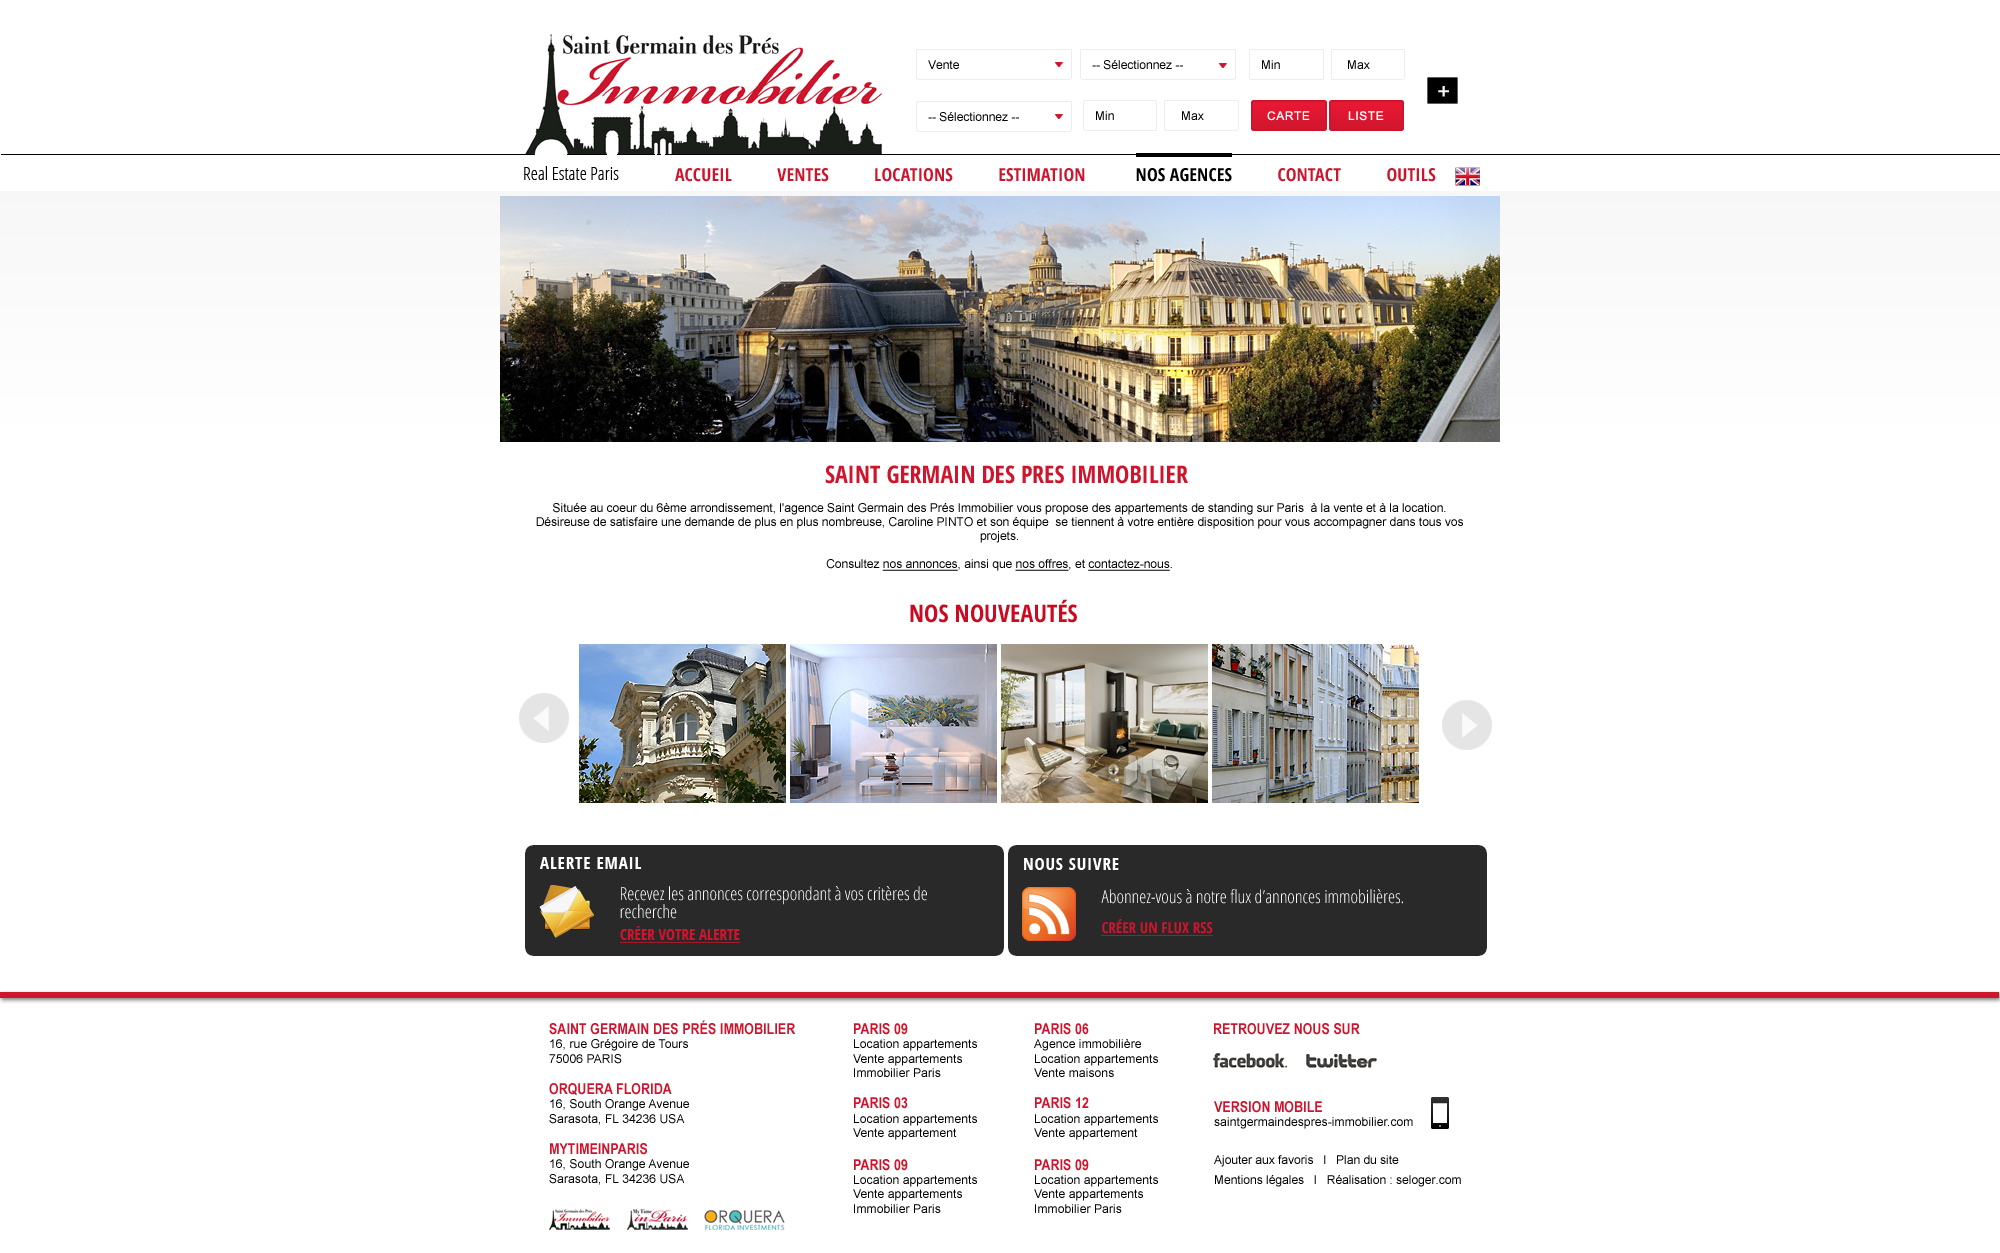 Saint Germain des Prés
Immobilier
Vente
-- Sélectionnez --
Min
Max
+
-- Sélectionnez --
Min
Max
CARTE
LISTE
Real Estate Paris
ACCUEIL
VENTES
LOCATIONS
ESTIMATION
NOS AGENCES
CONTACT
OUTILS
SAINT GERMAIN DES PRES IMMOBILIER
Située au coeur du 6ème arrondissement, l'agence Saint Germain des Prés Immobilier vous propose des appartements de standing sur Paris à la vente et à la location.
Désireuse de satisfaire une demande de plus en plus nombreuse, Caroline PINTO et son équipe se tiennent à votre entière disposition pour vous accompagner dans tous vos
projets.
Consultez nos annonces, ainsi que nos offres, et contactez-nous.
NOS NOUVEAUTÉS
ALERTE EMAIL
Recevez les annonces correspondant à vos critères de
recherche
CRÉER VOTRE ALERTE
NOUS SUIVRE
Abonnez-vous à notre flux d'annonces immobilières.
CRÉER UN FLUX RSS
SAINT GERMAIN DES PRÉS IMMOBILIER
16, rue Grégoire de Tours
75006 PARIS
ORQUERA FLORIDA
16, South Orange Avenue
Sarasota, FL 34236 USA
MYTIMEINPARIS
16, South Orange Avenue
Sarasota, FL 34236 USA
Saint Germain des Prés
Immobilier
My Time
in Paris
ORQUERA
FLORIDA INVESTMENTS
PARIS 09
Location appartements
Vente appartements
Immobilier Paris
PARIS 03
Location appartements
Vente appartement
PARIS 09
Location appartements
Vente appartements
Immobilier Paris
PARIS 06
Agence immobilière
Location appartements
Vente maisons
PARIS 12
Location appartements
Vente appartement
PARIS 09
Location appartements
Vente appartements
Immobilier Paris
RETROUVEZ NOUS SUR
facebook.
twitter
VERSION MOBILE
saintgermaindespres-immobilier.com
Ajouter aux favoris I Plan du site
Mentions légales I Réalisation : seloger.com